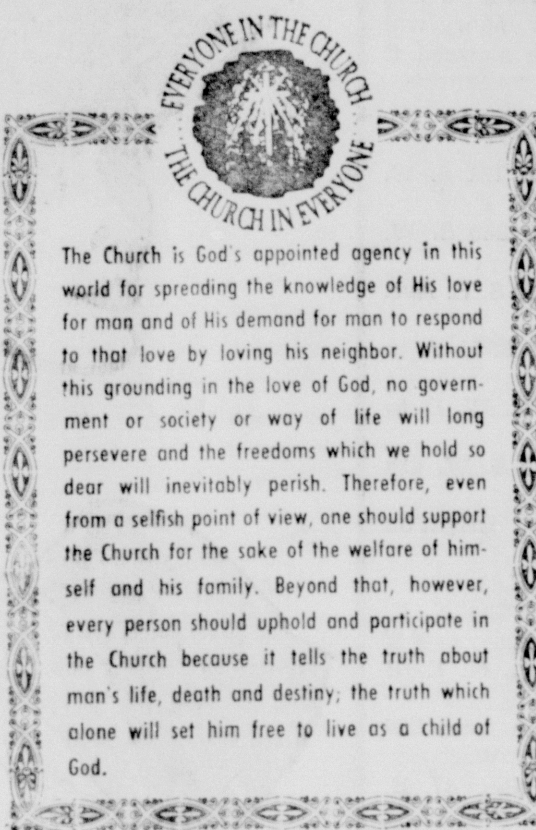 EVERYONE IN THE CHURCH
THE CHURCH IN EVERYONE
The Church is God's appointed agency in this
world for spreading the knowledge of His love
for man and of His demand for man to respond
to that love by loving his neighbor. Without
this grounding in the love of God, no govern-
ment or society or way of life will long
persevere and the freedoms which we hold so
dear will inevitably perish. Therefore, even
from a selfish point of view, one should support
the Church for the sake of the welfare of him-
self and his family. Beyond that, however,
every person should uphold and participate in
the Church because it tells the truth about
man's life, death and destiny; the truth which
alone will set him free to live as a child of
God.